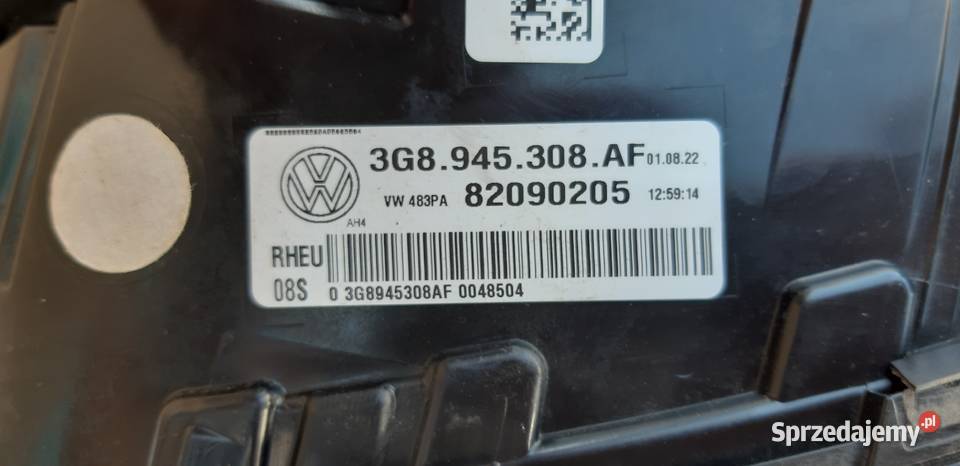 3G8.945.308.AF 01.08.22
VW 483PA 82090205 12:59:14
AH4
RHEU
08S 0 3G8945308AF 0048504
Sprzedajemy.pl